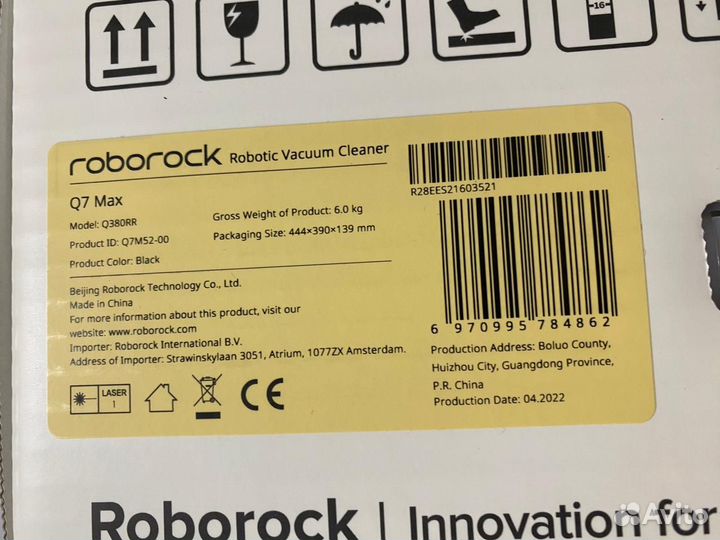 16
roborock Robotic Vacuum Cleaner
Q7 Max
Model: Q380RR
Product ID: Q7M52-00
Product Color: Black
Gross Weight of Product: 6.0 kg
Packaging Size: 444×390×139 mm
Beijing Roborock Technology Co., Ltd.
Made in China
For more information about this product, visit our
website: www.roborock.com
Importer: Roborock International B.V.
Address of Importer: Strawinskylaan 3051, Atrium, 1077ZX Amsterdam.
LASER
1
CE
R28EES21603521
6 970995 784862
Production Address: Boluo County,
Huizhou City, Guangdong Province,
P.R. China
Production Date: 04.2022
Roborock | Innovation for
Avito